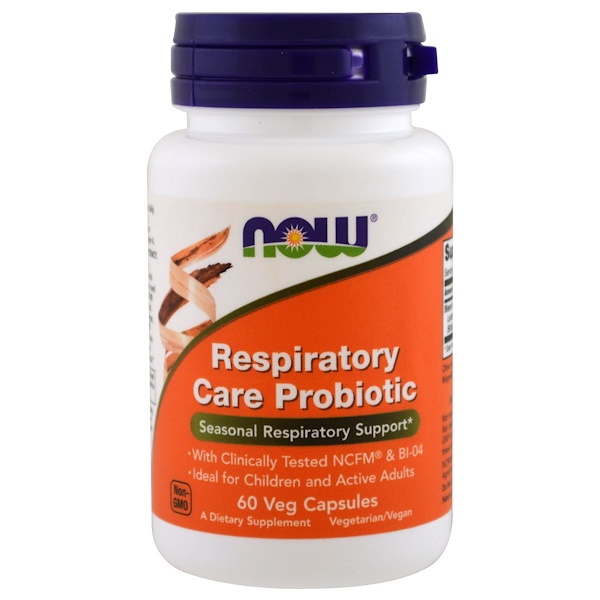 NOW®
Respiratory
Care Probiotic
Seasonal Respiratory Support*
• With Clinically Tested NCFM® & BI-04
• Ideal for Children and Active Adults
Non-
GMO
60 Veg Capsules
A Dietary Supplement Vegetarian/Vegan